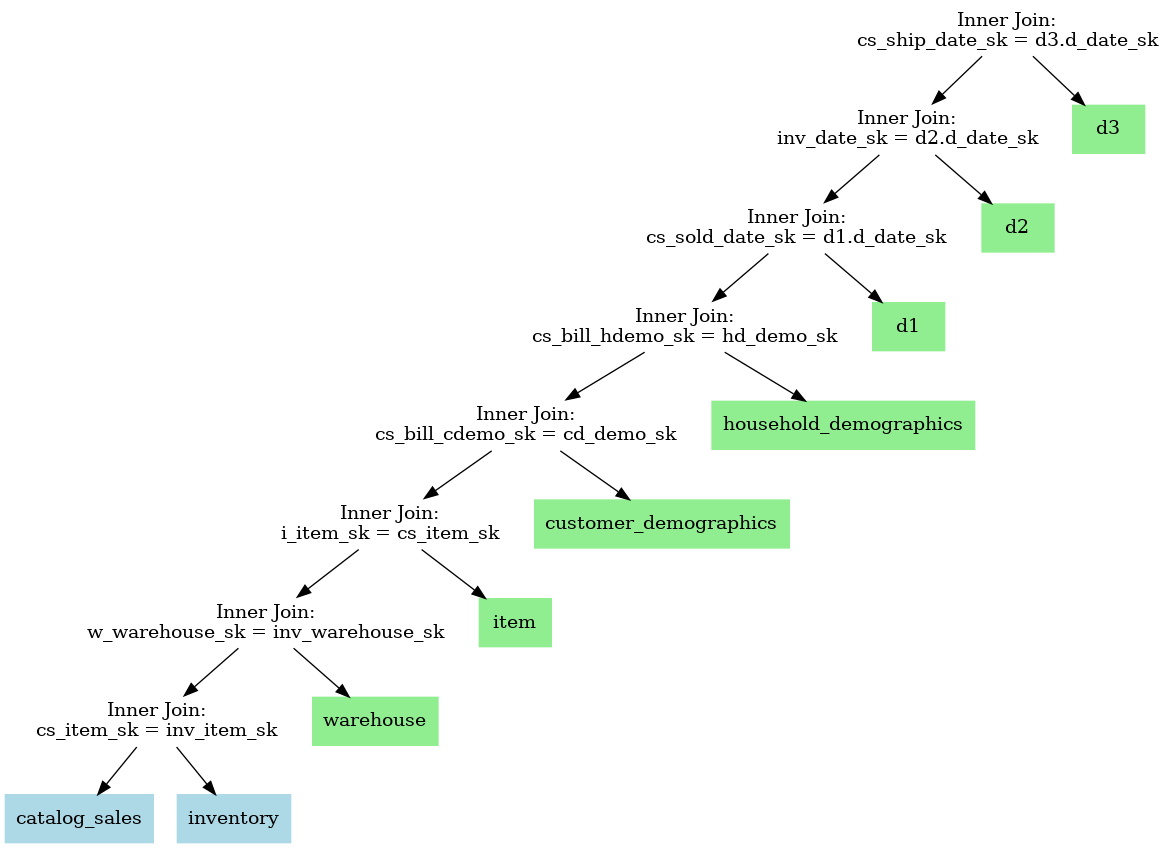 Inner Join:
cs_ship_date_sk = d3.d_date_sk
Inner Join:
inv_date_sk = d2.d_date_sk
d3
Inner Join:
cs_sold_date_sk = d1.d_date_sk
d2
Inner Join:
cs_bill_hdemo_sk = hd_demo_sk
d1
Inner Join:
cs_bill_cdemo_sk = cd_demo_sk
household_demographics
Inner Join:
i_item_sk = cs_item_sk
customer_demographics
Inner Join:
w_warehouse_sk = inv_warehouse_sk
item
Inner Join:
cs_item_sk = inv_item_sk
warehouse
catalog_sales
inventory